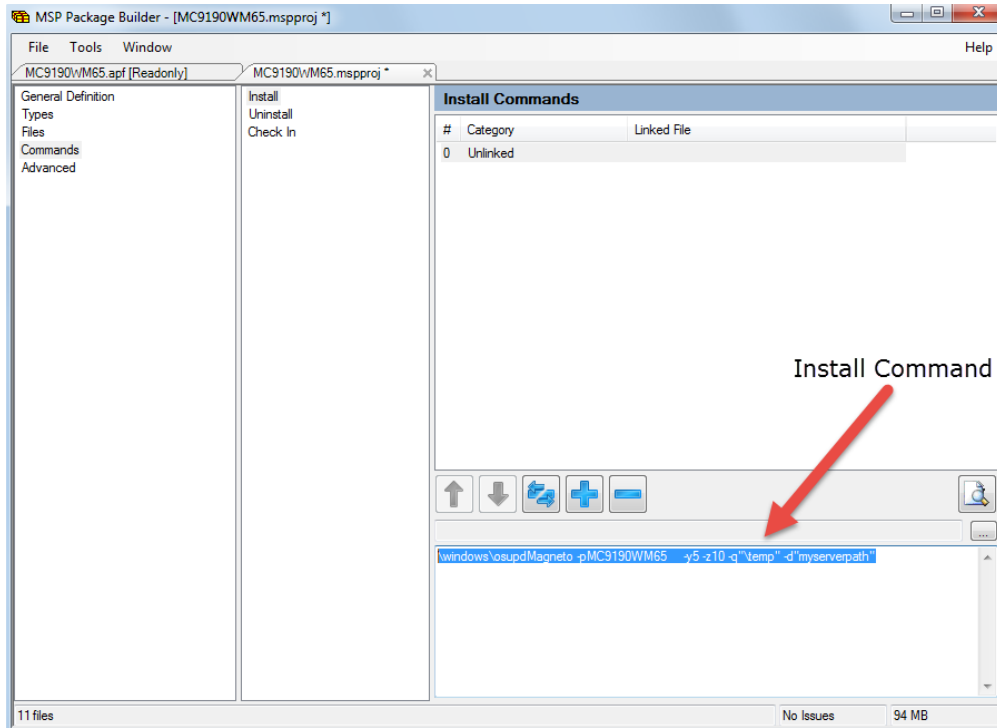 MSP Package Builder - [MC9190WM65.mspproj *]
File Tools Window Help
MC9190WM65.apf [Readonly] MC9190WM65.mspproj *
General Definition
Types
Files
Commands
Advanced
Install
Uninstall
Check In
Install Commands
# Category Linked File
0 Unlinked
Install Command
...
\windows\osupdMagneto -pMC9190WM65 -y5 -z10 -q"\temp" -d"myserverpath"
11 files No Issues 94 MB